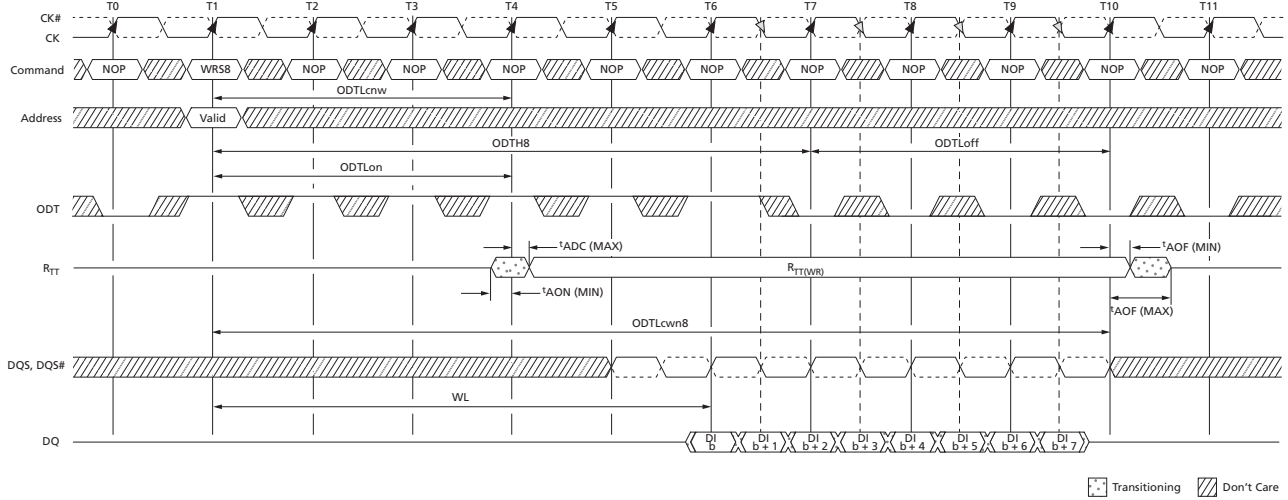 T0 T1 T2 T3 T4 T5 T6 T7 T8 T9 T10 T11
CK#
CK
Command NOP WRS8 NOP NOP NOP NOP NOP NOP NOP NOP NOP NOP
ODTLcnw
Address Valid
ODTH8 ODTLoff
ODTLon
ODT
tADC (MAX) tAOF (MIN)
RTT RTT(WR)
tAON (MIN) tAOF (MAX)
ODTLcwn8
DQS, DQS#
WL
DQ DI b DI b + 1 DI b + 2 DI b + 3 DI b + 4 DI b + 5 DI b + 6 DI b + 7
Transitioning Don't Care